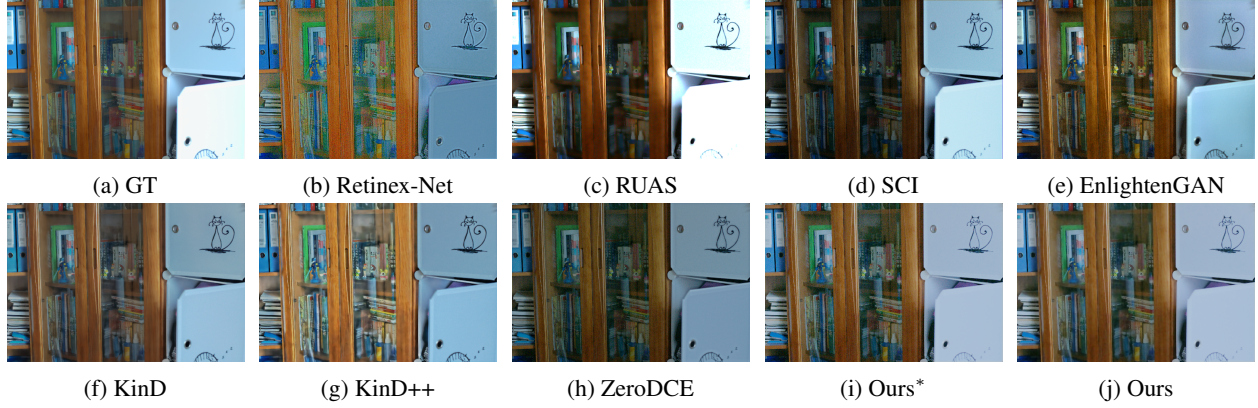 (a) GT (b) Retinex-Net (c) RUAS (d) SCI (e) EnlightenGAN
(f) KinD (g) KinD++ (h) ZeroDCE (i) Ours* (j) Ours